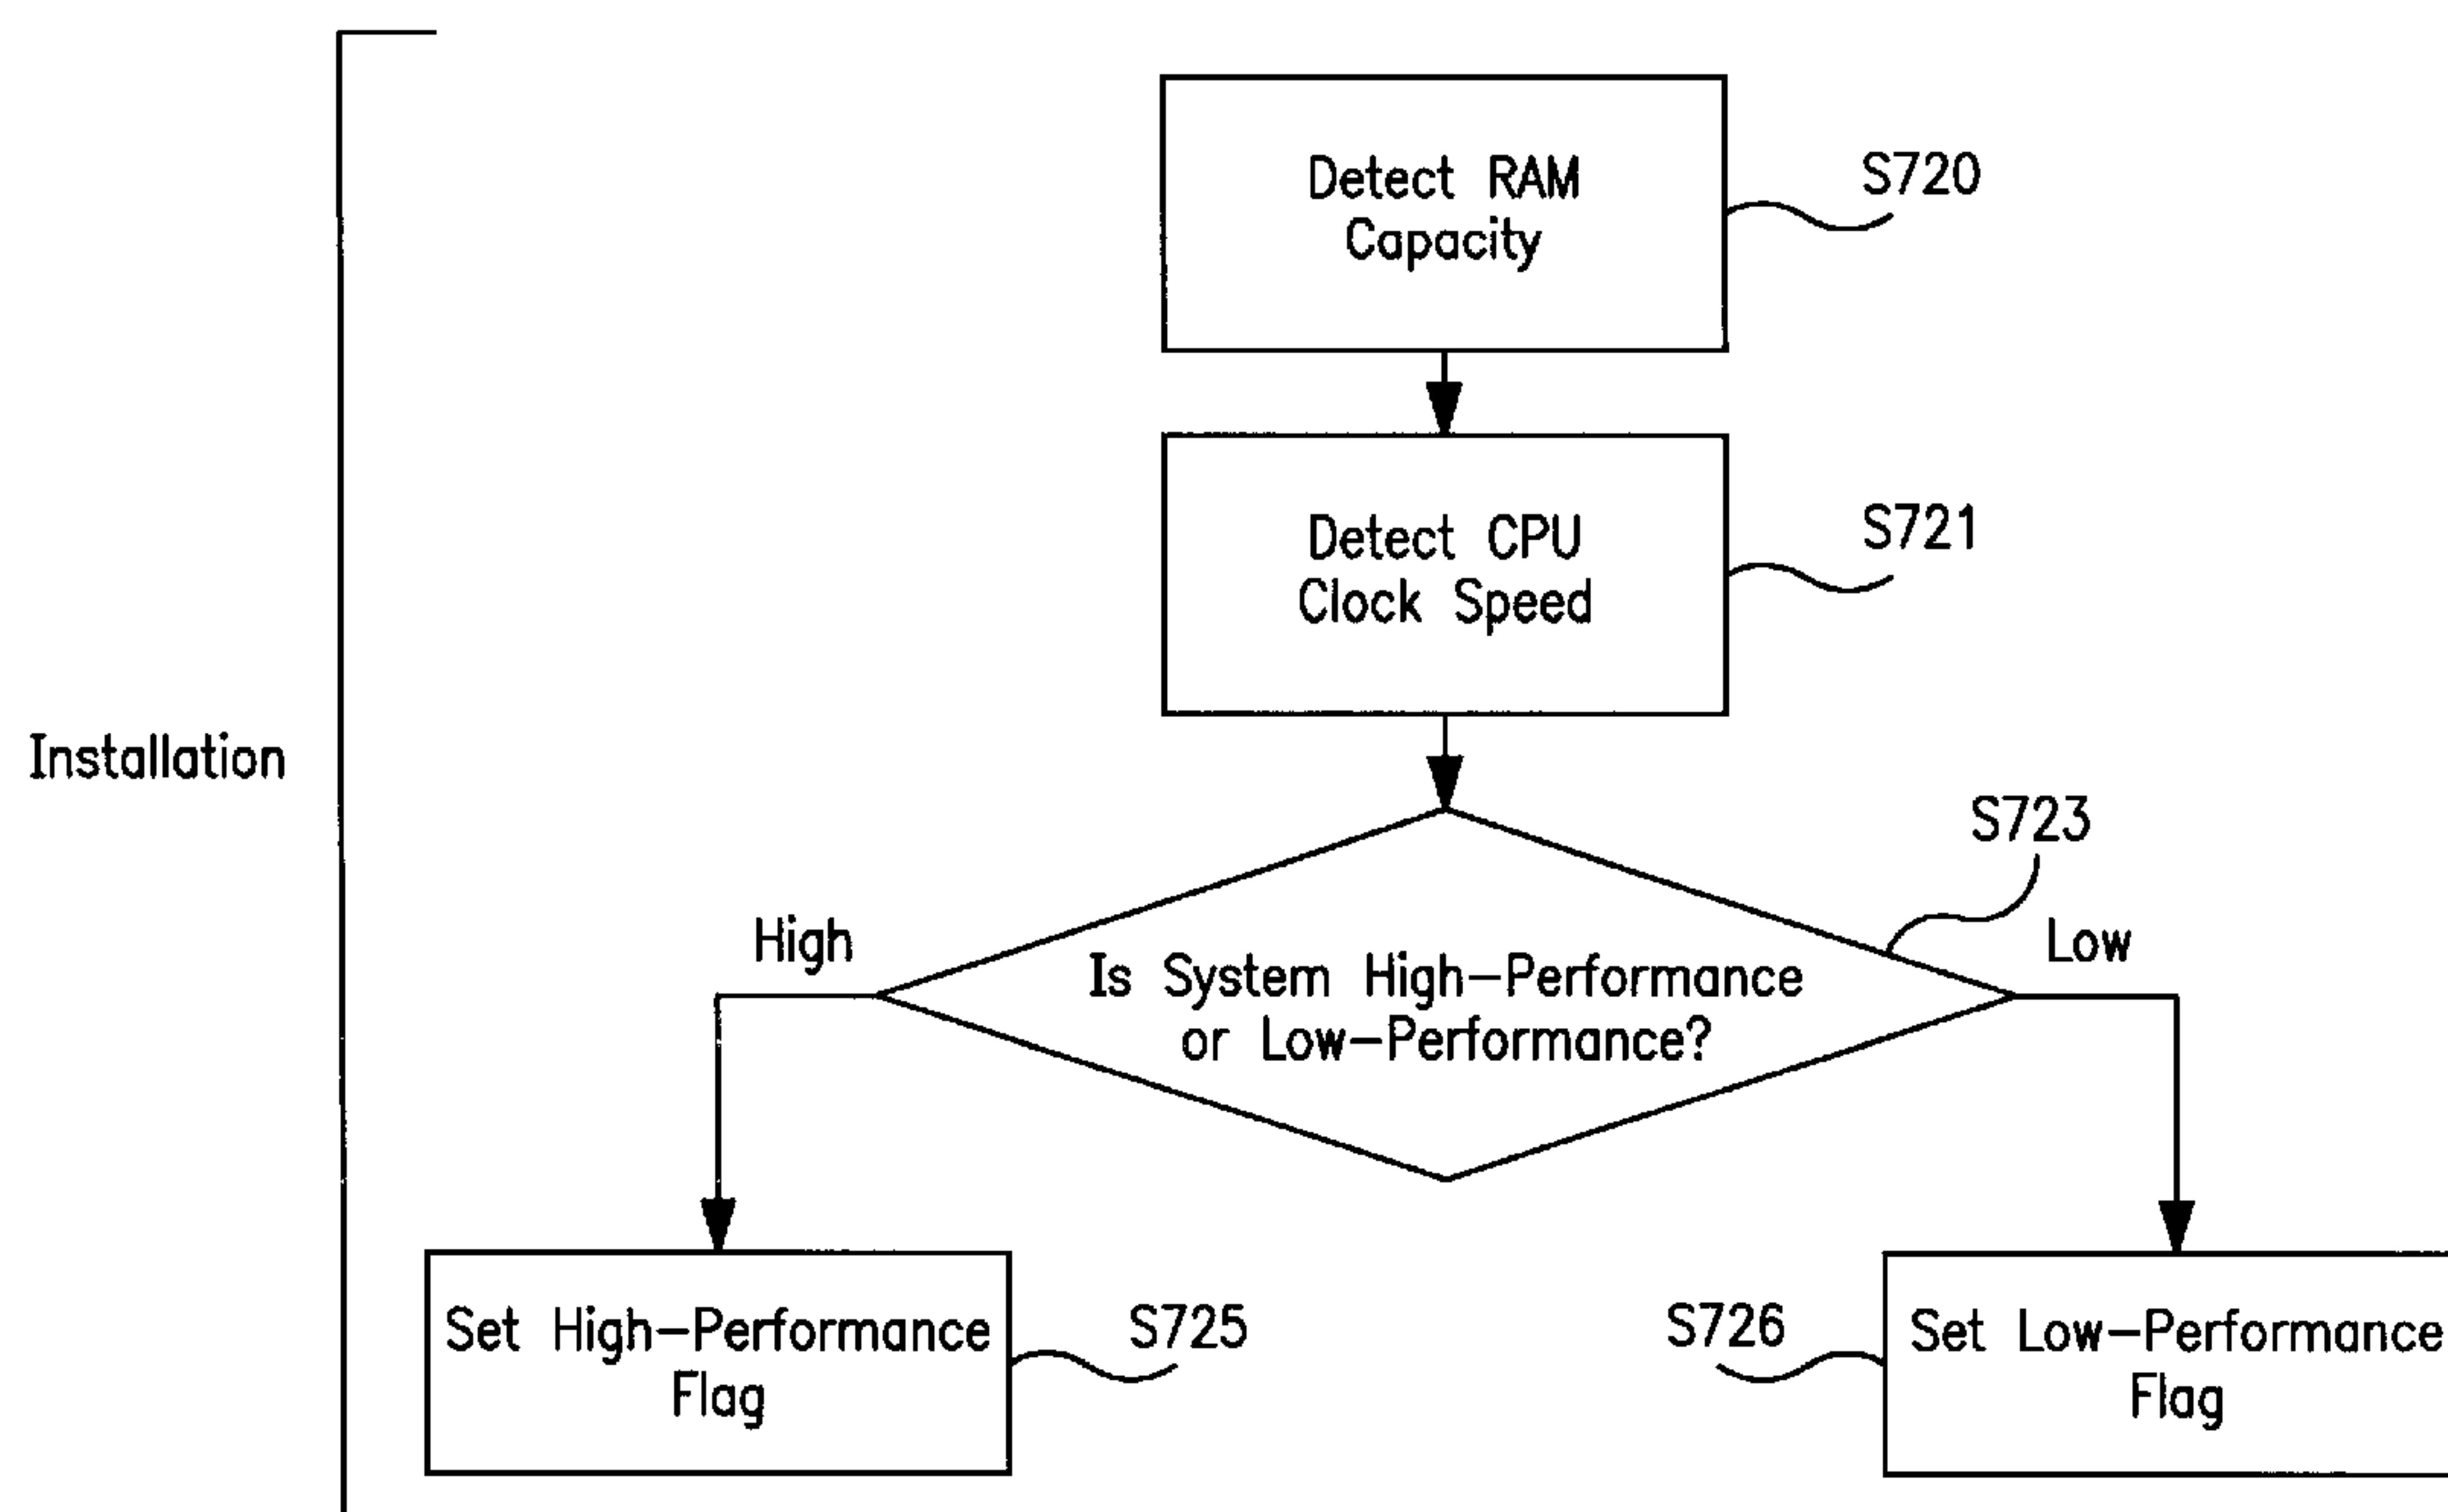 Detect RAM
Capacity
S720
Detect CPU
Clock Speed
S721
Installation
S723
High
Low
Is System High-Performance
or Low-Performance?
Set High-Performance
Flag
S725
S726
Set Low-Performance
Flag